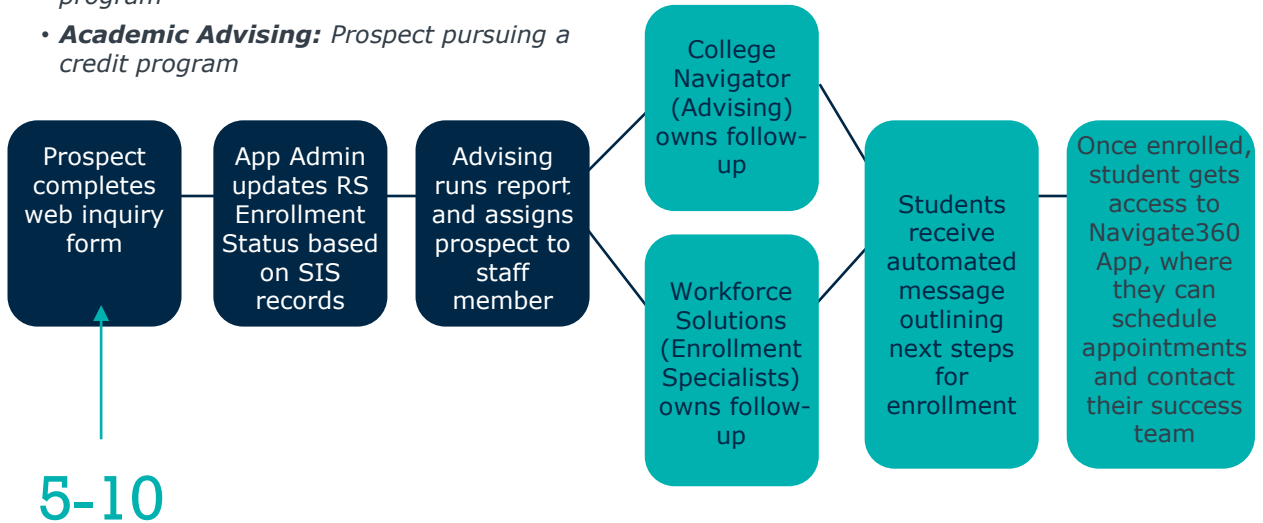 program
• Academic Advising: Prospect pursuing a
credit program
Prospect
completes
web inquiry
form
App Admin
updates RS
Enrollment
Status based
on SIS
records
Advising
runs report
and assigns
prospect to
staff
member
College
Navigator
(Advising)
owns follow-
up
Workforce
Solutions
(Enrollment
Specialists)
owns follow-
up
Students
receive
automated
message
outlining
next steps
for
enrollment
Once enrolled,
student gets
access to
Navigate360
App, where
they can
schedule
appointments
and contact
their success
team
5-10